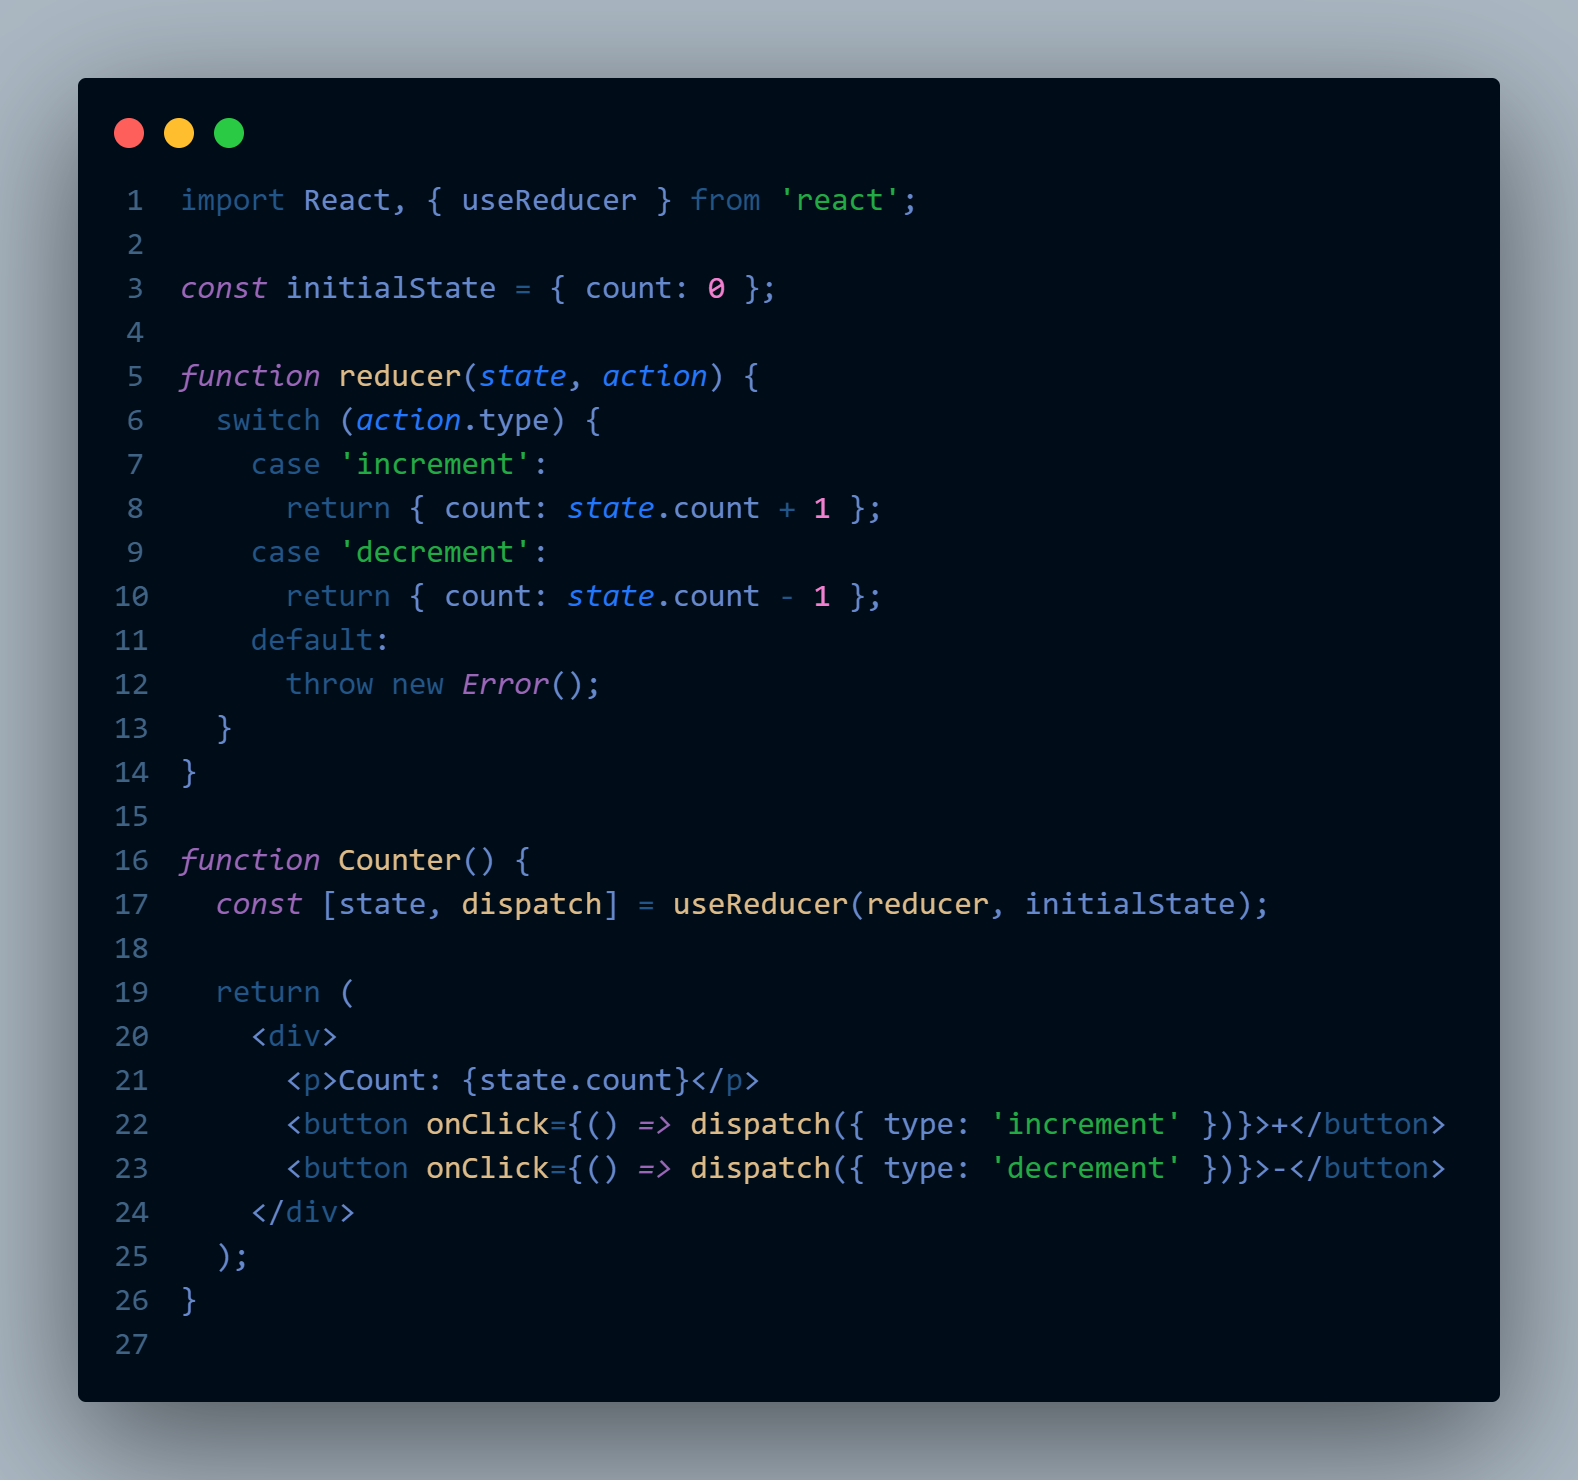 1 import React, { useReducer } from 'react';
2
3 const initialState = { count: 0 };
4
5 function reducer(state, action) {
6   switch (action.type) {
7     case 'increment':
8       return { count: state.count + 1 };
9     case 'decrement':
10       return { count: state.count - 1 };
11     default:
12       throw new Error();
13   }
14 }
15
16 function Counter() {
17   const [state, dispatch] = useReducer(reducer, initialState);
18
19   return (
20     <div>
21       <p>Count: {state.count}</p>
22       <button onClick={() => dispatch({ type: 'increment' })}>+</button>
23       <button onClick={() => dispatch({ type: 'decrement' })}>-</button>
24     </div>
25   );
26 }
27